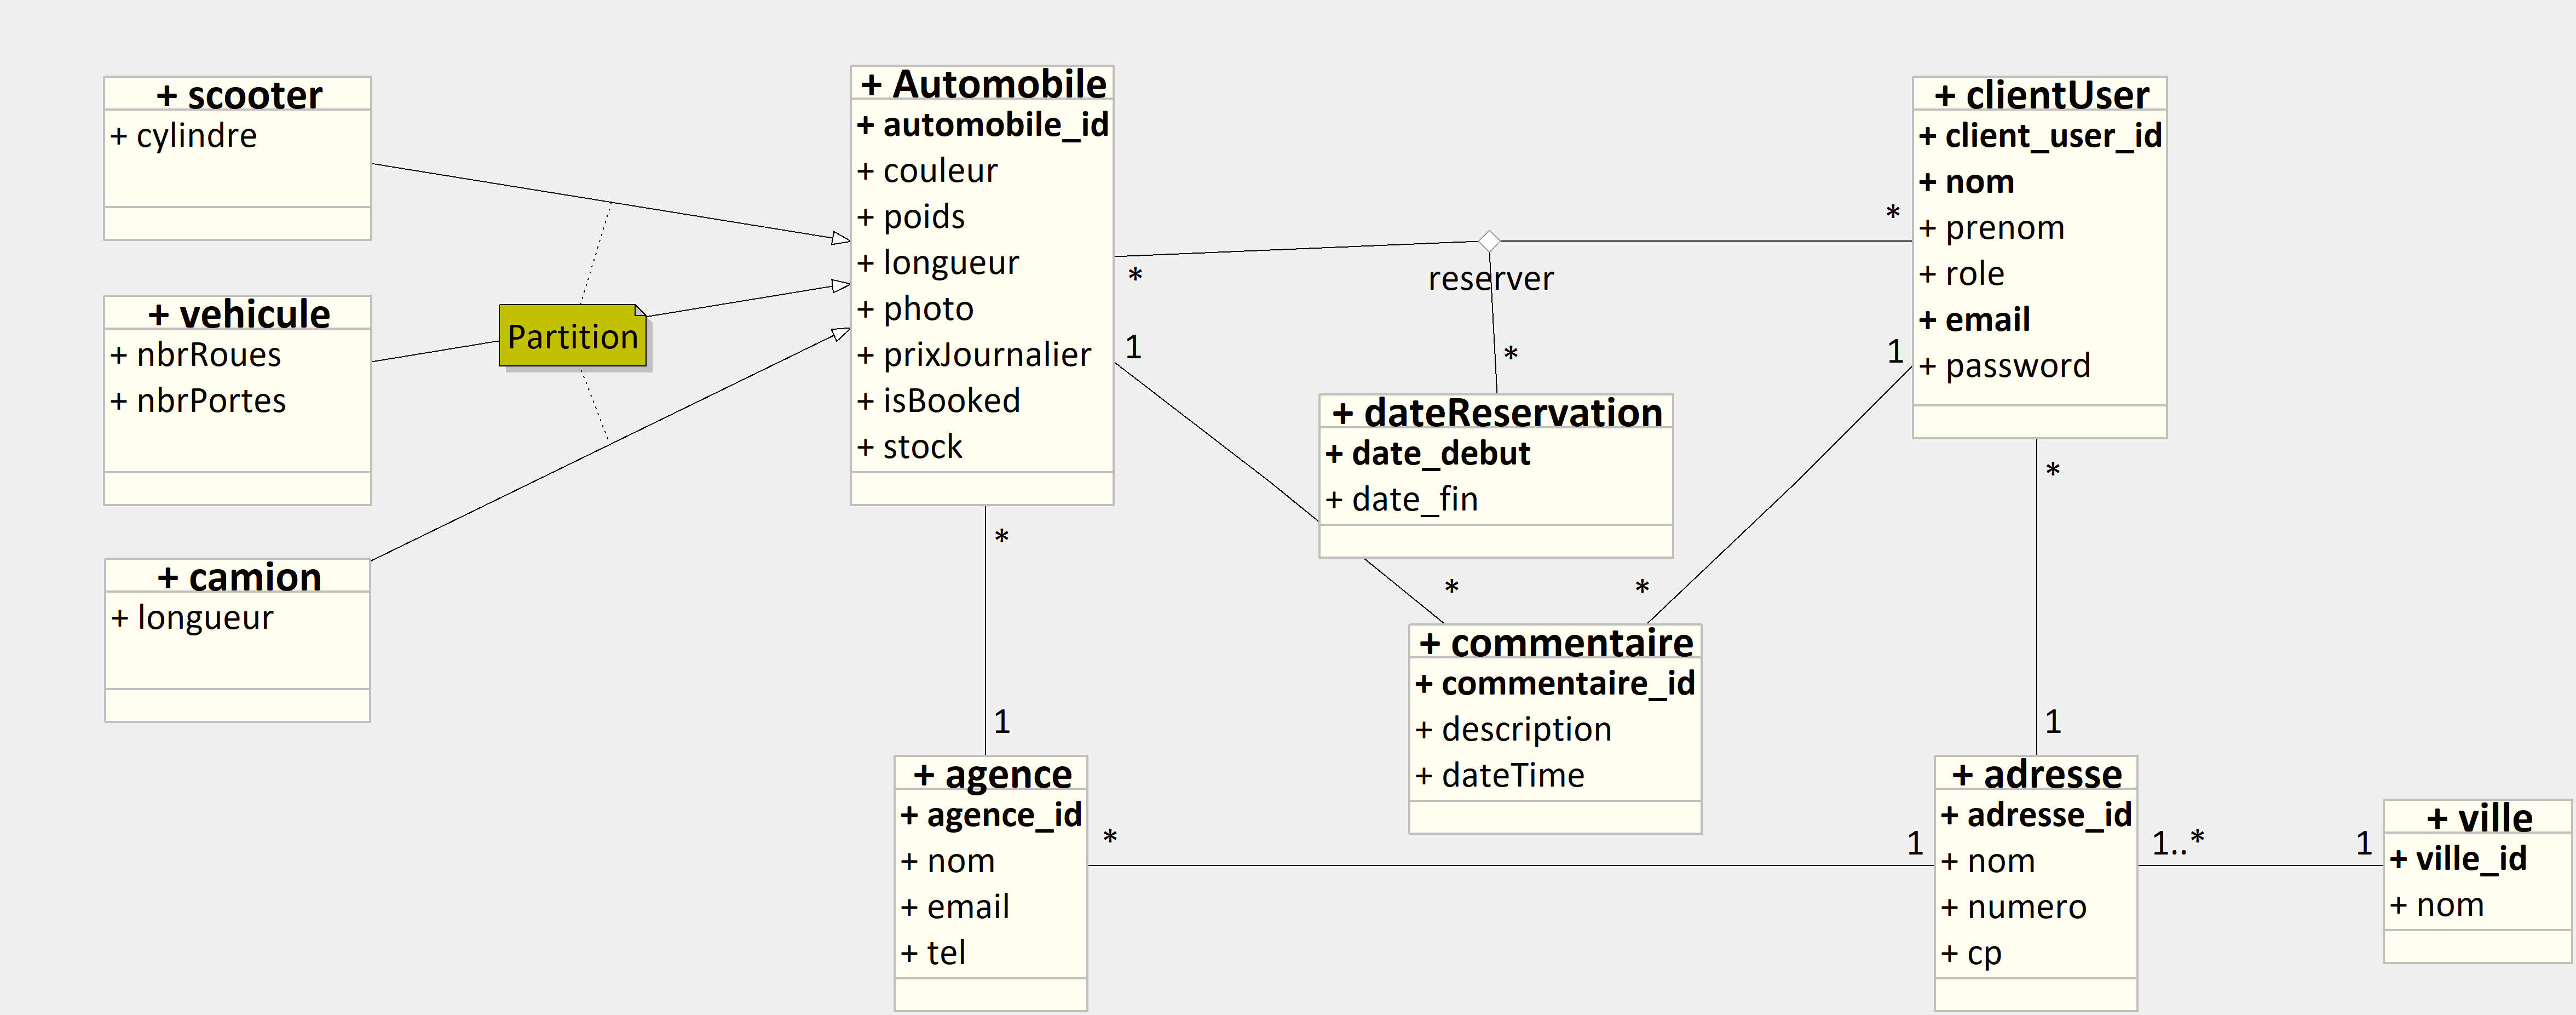 + scooter
+ cylindre
+ vehicule
+ nbrRoues
+ nbrPortes
+ camion
+ longueur
Partition
+ Automobile
+ automobile_id
+ couleur
+ poids
+ longueur
+ photo
+ prixJournalier
+ isBooked
+ stock
*
1
*
1
reserver
*
*
1
+ dateReservation
+ date_debut
+ date_fin
*
*
+ commentaire
+ commentaire_id
+ description
+ dateTime
+ clientUser
+ client_user_id
+ nom
+ prenom
+ role
+ email
+ password
*
1
+ agence
+ agence_id
+ nom
+ email
+ tel
*
1
+ adresse
+ adresse_id
+ nom
+ numero
+ cp
1..*
1
+ ville
+ ville_id
+ nom